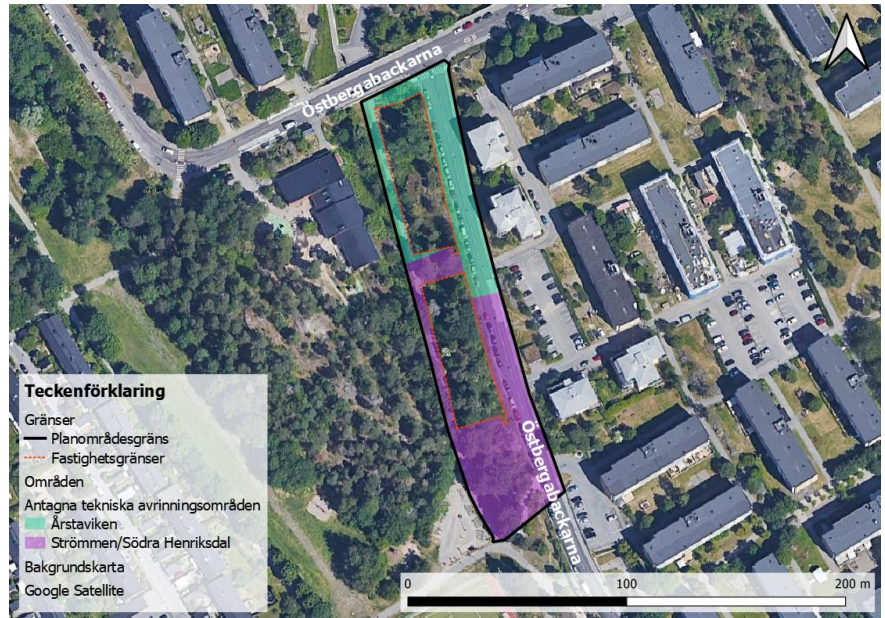 Östbergabackarna
Östbergabackarna
Teckenförklaring
Gränser
Planområdesgräns
Fastighetsgränser
Områden
Antagna tekniska avrinningsområden
Årstaviken
Strömmen/Södra Henriksdal
Bakgrundskarta
Google Satellite
0 100 200 m